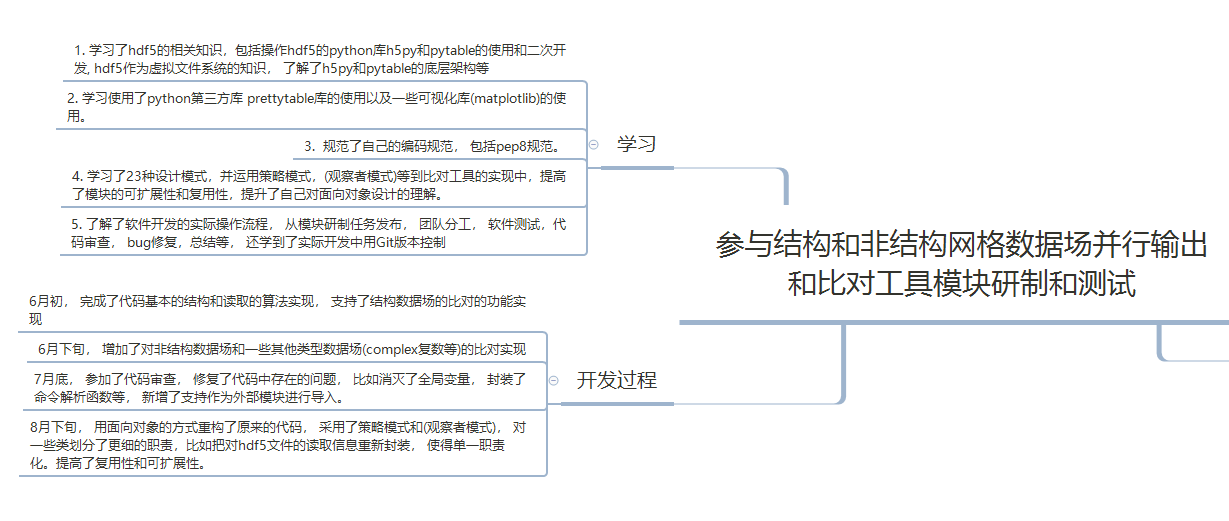 1. 学习了hdf5的相关知识，包括操作hdf5的python库h5py和pytable的使用和二次开
发, hdf5作为虚拟文件系统的知识， 了解了h5py和pytable的底层架构等
2. 学习使用了python第三方库 prettytable库的使用以及一些可视化库(matplotlib)的使
用。
3. 规范了自己的编码规范， 包括pep8规范。
4. 学习了23种设计模式，并运用策略模式，(观察者模式)等到比对工具的实现中，提高
了模块的可扩展性和复用性，提升了自己对面向对象设计的理解。
5. 了解了软件开发的实际操作流程， 从模块研制任务发布， 团队分工， 软件测试，代
码审查， bug修复，总结等， 还学到了实际开发中用Git版本控制
学习
参与结构和非结构网格数据场并行输出
和比对工具模块研制和测试
6月初， 完成了代码基本的结构和读取的算法实现， 支持了结构数据场的比对的功能实
现
6月下旬， 增加了对非结构数据场和一些其他类型数据场(complex复数等)的比对实现
7月底， 参加了代码审查， 修复了代码中存在的问题， 比如消灭了全局变量， 封装了
命令解析函数等， 新增了支持作为外部模块进行导入。
8月下旬， 用面向对象的方式重构了原来的代码， 采用了策略模式和(观察者模式)， 对
一些类划分了更细的职责，比如把对hdf5文件的读取信息重新封装， 使得单一职责
化。提高了复用性和可扩展性。
开发过程